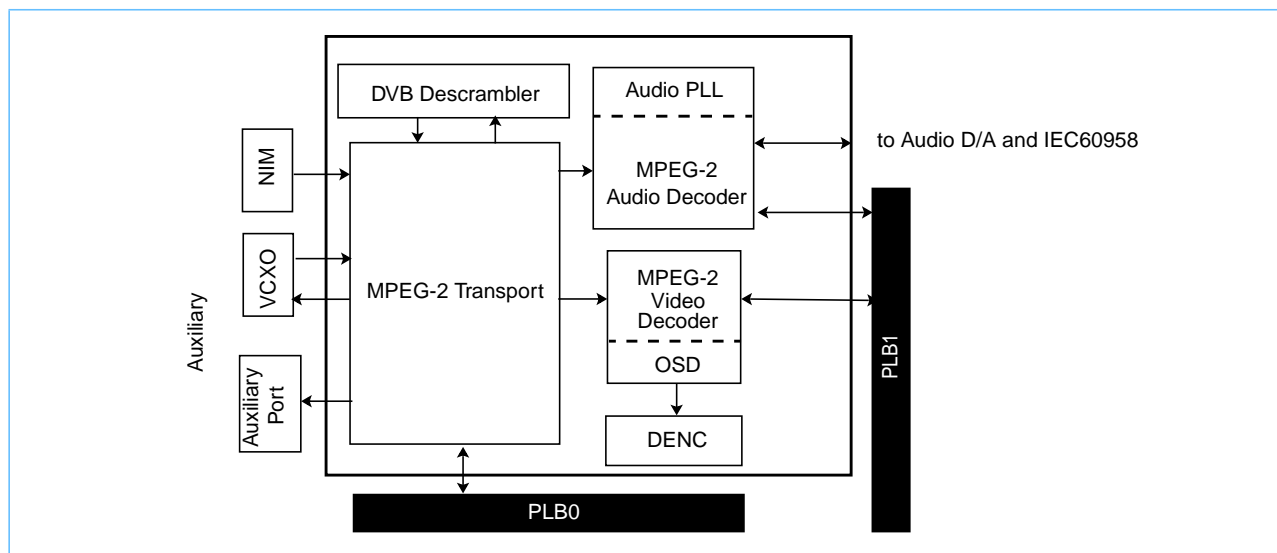 DVB Descrambler
Audio PLL
MPEG-2
Audio Decoder
to Audio D/A and IEC60958
NIM
VCXO
Auxiliary
Auxiliary
Port
MPEG-2 Transport
MPEG-2
Video
Decoder
OSD
DENC
PLB1
PLB0